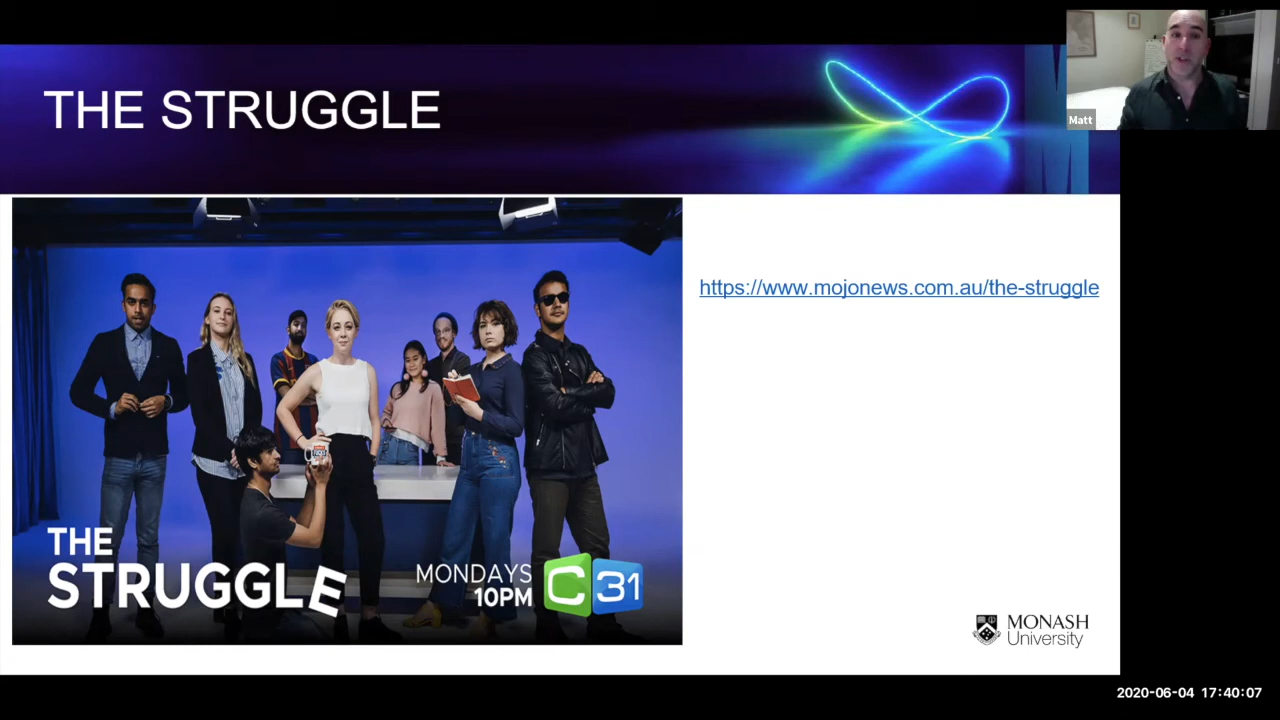 THE STRUGGLE
Matt
https://www.mojonews.com.au/the-struggle
THE
STRUGGLE
MONDAYS
10PM
C31
MONASH
University
2020-06-04 17:40:07